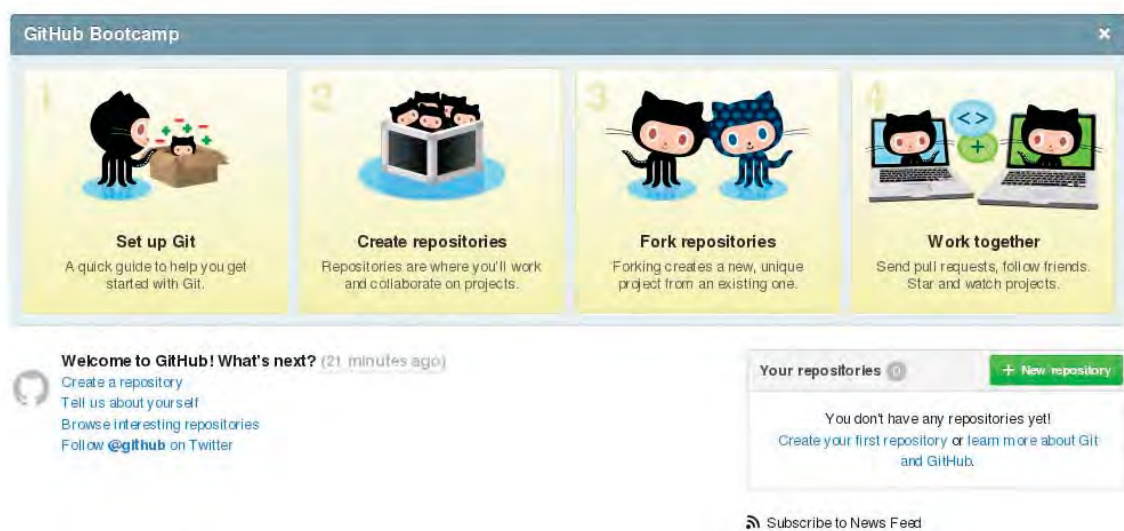 GitHub Bootcamp
1
Set up Git
A quick guide to help you get
started with Git.
2
Create repositories
Repositories are where you'll work
and collaborate on projects.
3
Fork repositories
Forking creates a new, unique
project from an existing one.
4
Work together
Send pull requests, follow friends.
Star and watch projects.
Welcome to GitHub! What's next? (21 minutes ago)
Create a repository
Tell us about yourself
Browse interesting repositories
Follow @github on Twitter
Your repositories 0
+ New repository
You don't have any repositories yet!
Create your first repository or learn more about Git
and GitHub.
Subscribe to News Feed